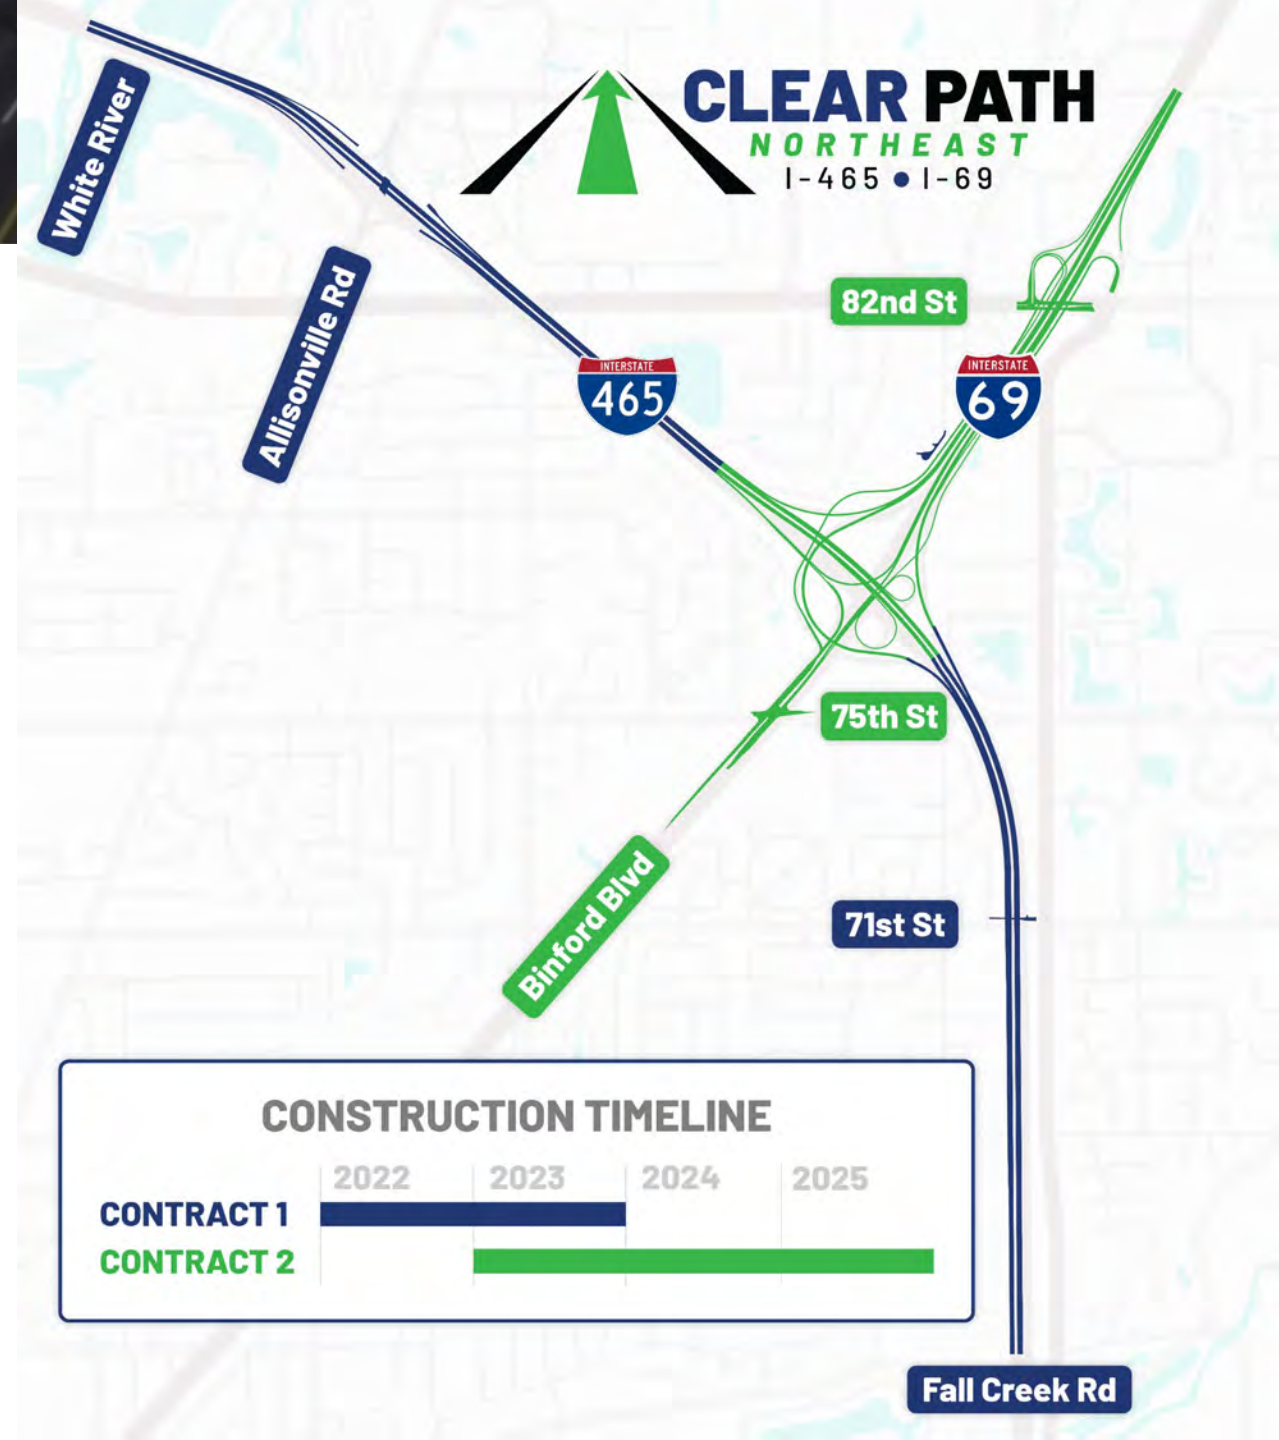 CLEAR PATH
NORTHEAST
I-465 • I-69
White River
Allisonville Rd
82nd St
INTERSTATE
465
INTERSTATE
69
75th St
Binford Blvd
71st St
CONSTRUCTION TIMELINE
2022 2023 2024 2025
CONTRACT 1
CONTRACT 2
Fall Creek Rd